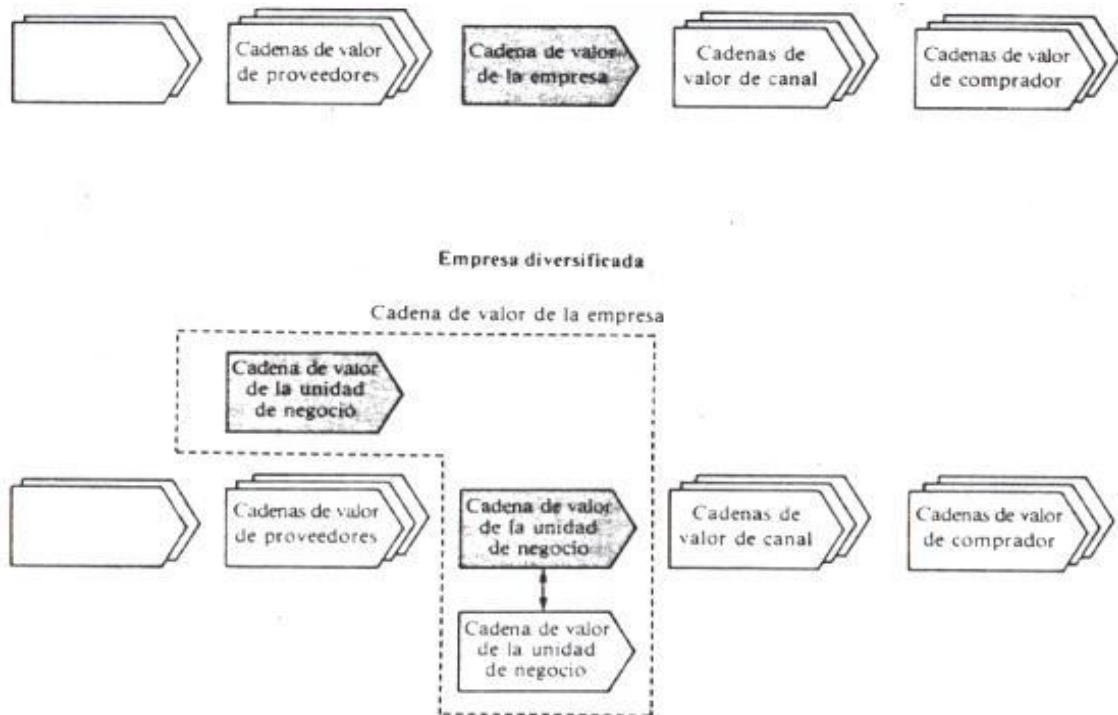 Cadenas de valor
de proveedores
Cadena de valor
de la empresa
Cadenas de
valor de canal
Cadenas de valor
de comprador
Empresa diversificada
Cadena de valor de la empresa
Cadena de valor
de la unidad
de negocio
Cadenas de valor
de proveedores
Cadena de valor
de la unidad
de negocio
Cadenas de
valor de canal
Cadenas de valor
de comprador
Cadena de valor
de la unidad
de negocio